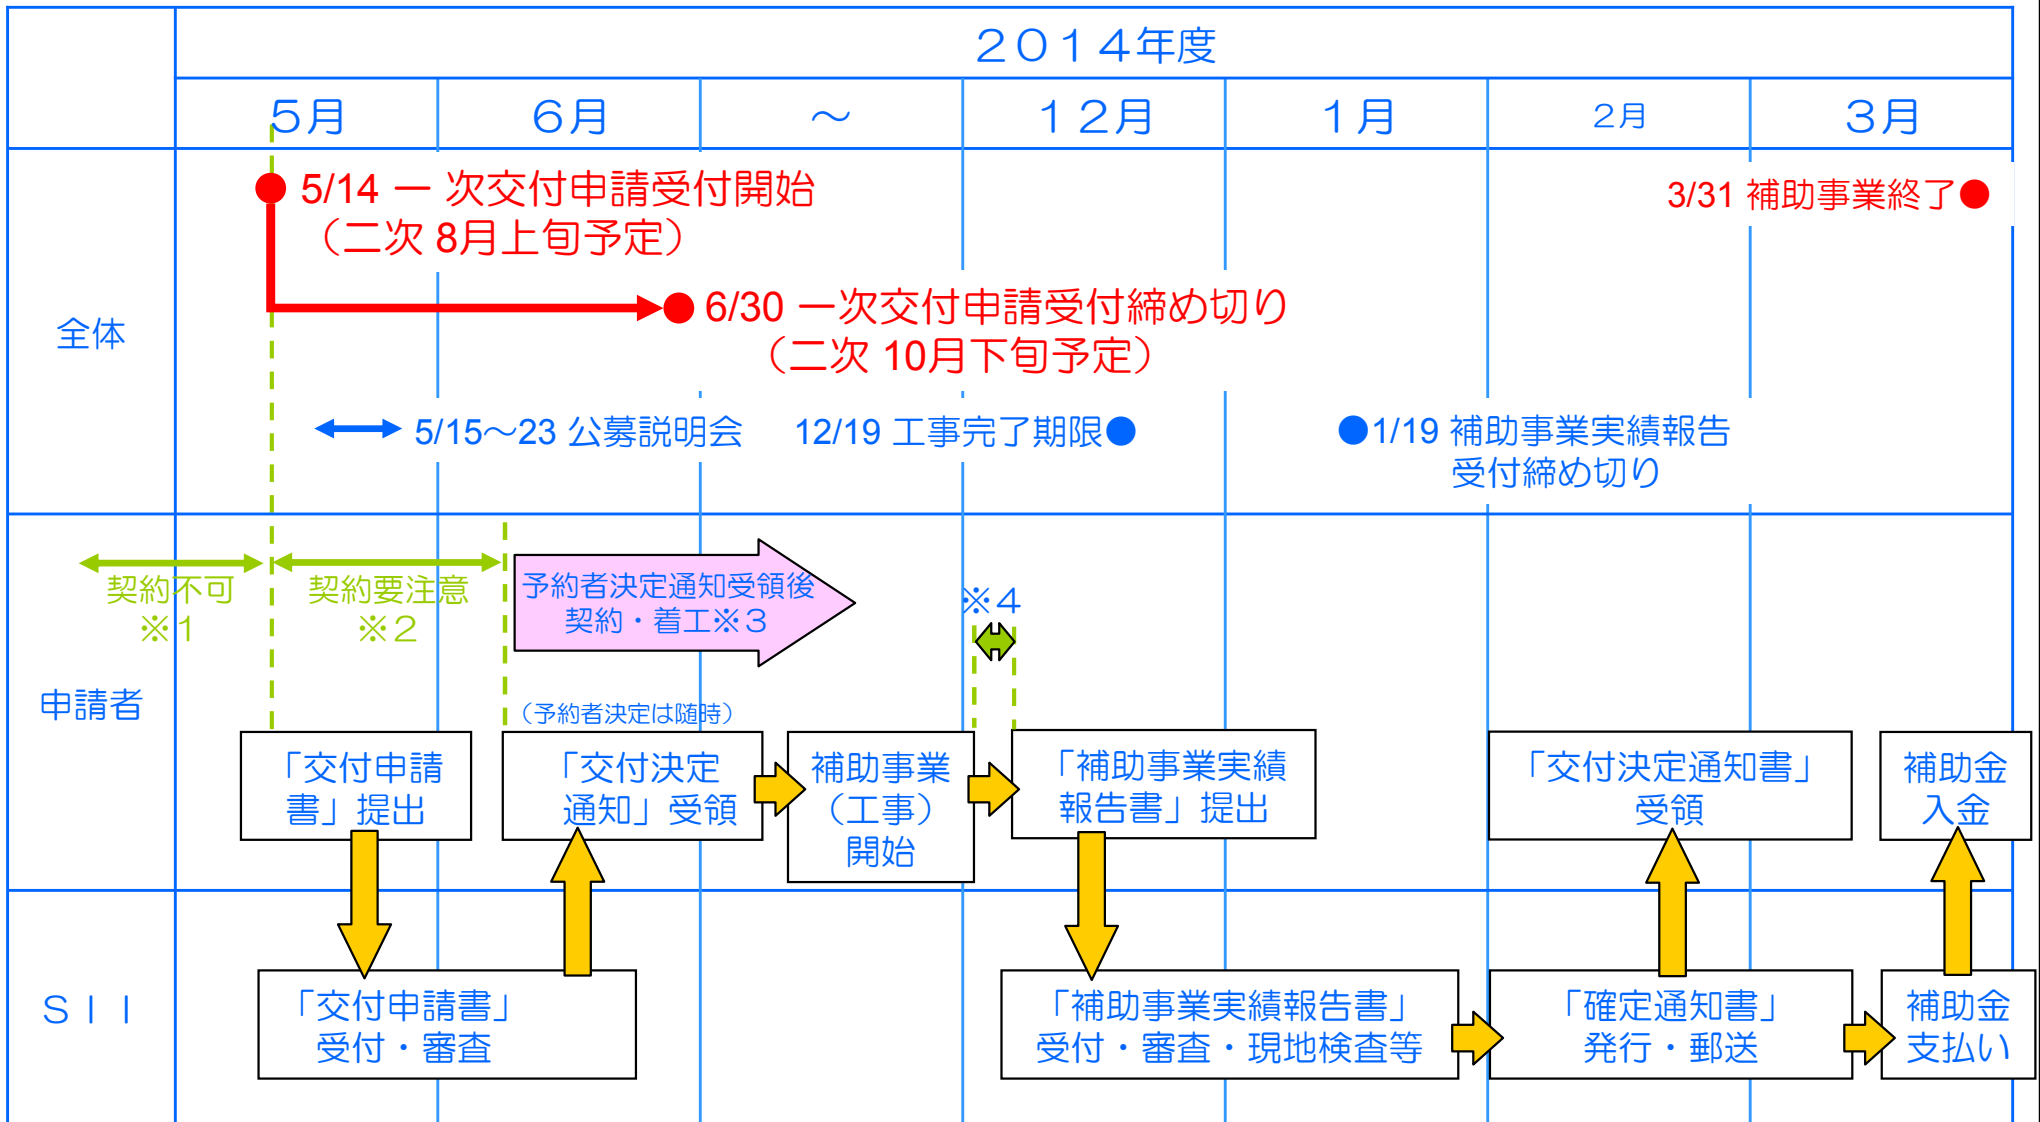 ２０１４年度
５月
６月
～
１２月
１月
２月
３月
全体
5/14 一 次交付申請受付開始
（二次 8月上旬予定）
3/31 補助事業終了●
6/30 一次交付申請受付締め切り
（二次 10月下旬予定）
5/15～23 公募説明会
12/19 工事完了期限●
●1/19 補助事業実績報告
受付締め切り
申請者
契約不可
※１
契約要注意
※２
予約者決定通知受領後
契約・着工※３
※４
（予約者決定は随時）
「交付申請
書」提出
「交付決定
通知」受領
補助事業
（工事）
開始
「補助事業実績
報告書」提出
「交付決定通知書」
受領
補助金
入金
ＳＩＩ
「交付申請書」
受付・審査
「補助事業実績報告書」
受付・審査・現地検査等
「確定通知書」
発行・郵送
補助金
支払い